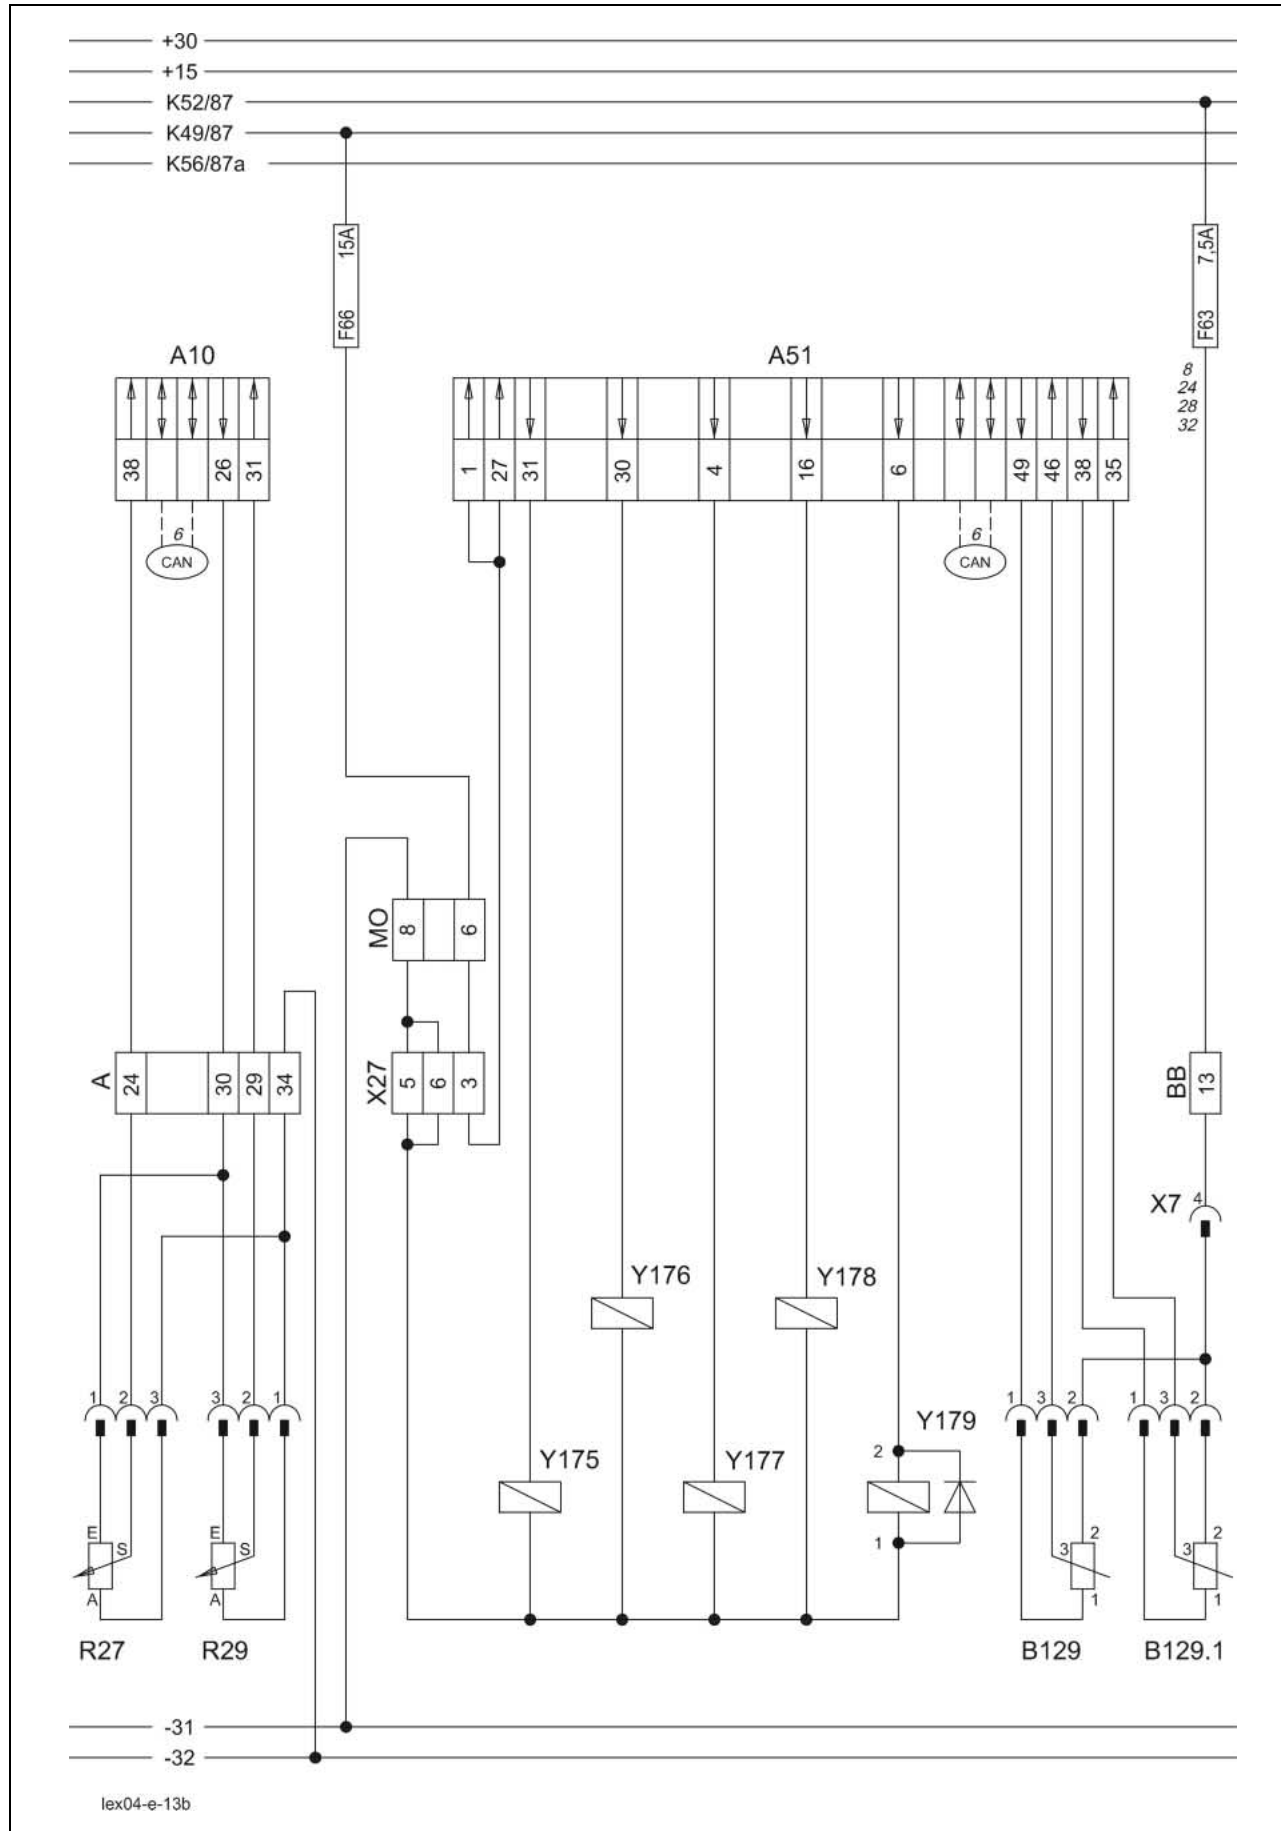 +30
+15
K52/87
K49/87
K56/87a
15A
F66
7,5A
F63
A10
A51
8
24
28
32
38 26 31
1 27 31 30 4 16 6 49 46 38 35
6
CAN
6
CAN
MO
8 6
A
24 30 29 34
X27
5 6 3
BB
13
X7 4
Y176
Y178
1 2 3
3 2 1
1 3 2
1 3 2
Y175
Y177
Y179
2
1
E S A
E S A
3 2 1
3 2 1
R27
R29
B129
B129.1
-31
-32
lex04-e-13b